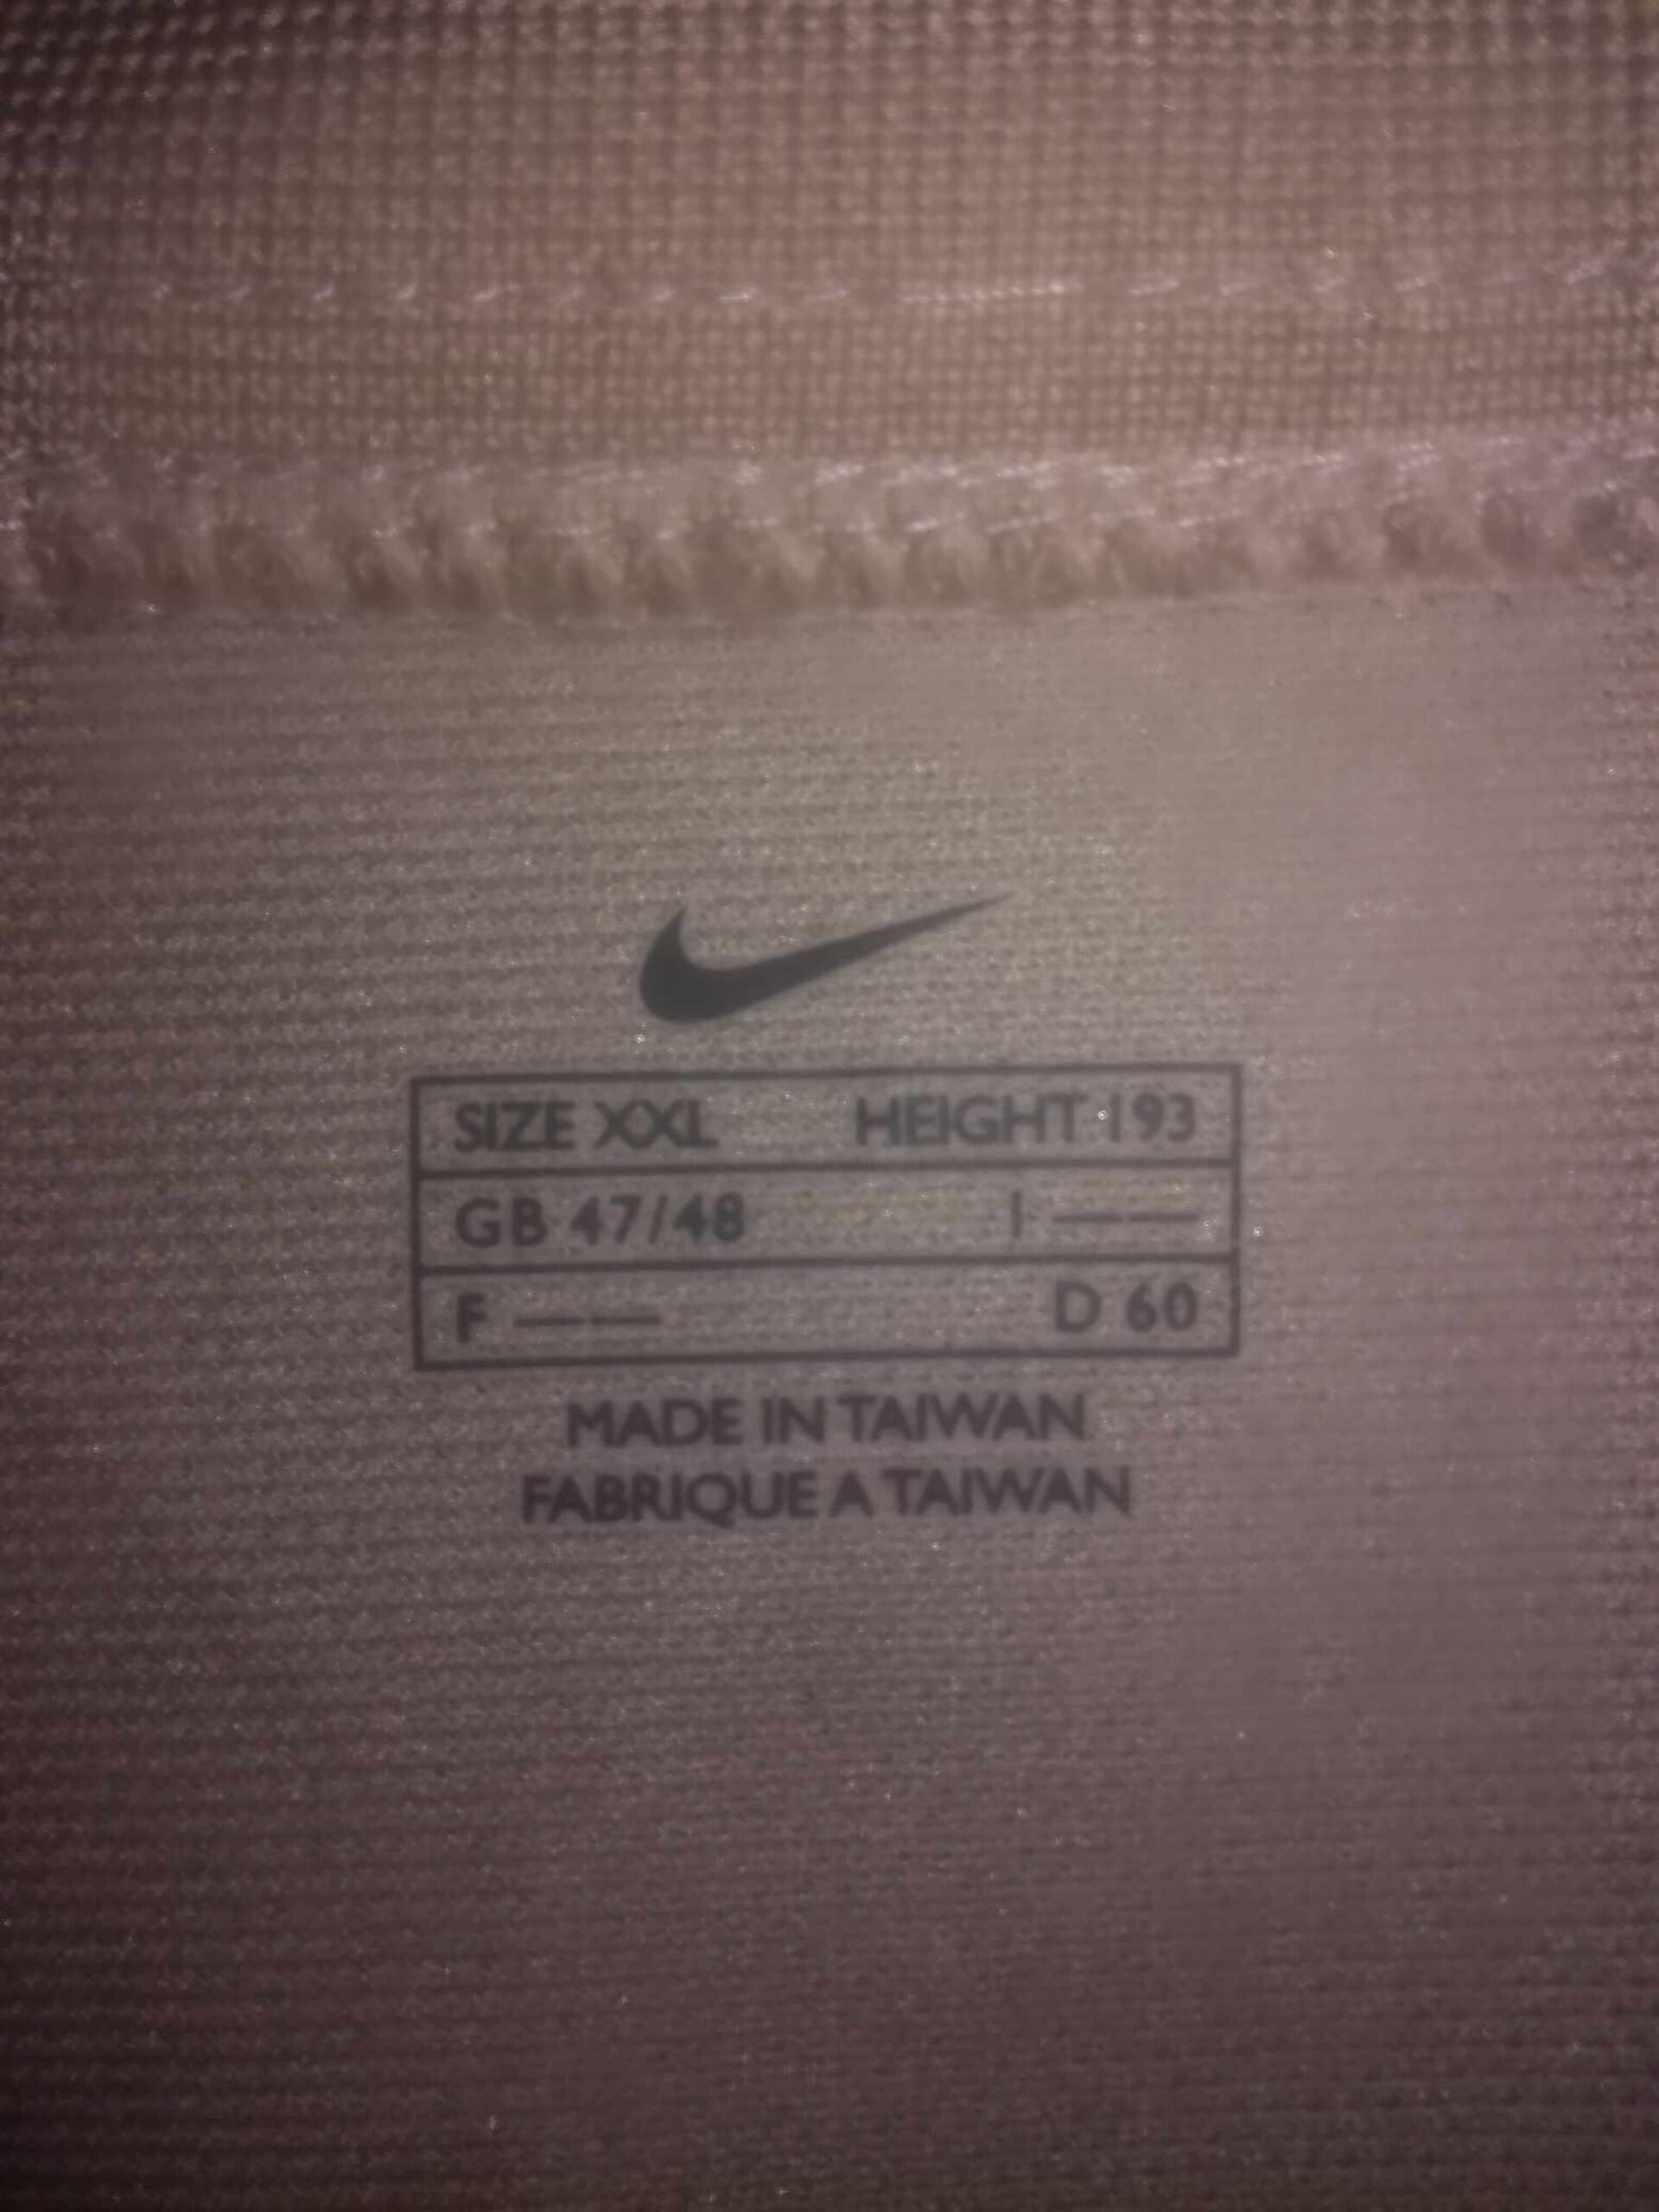 SIZE XXL HEIGHT 193
GB 47/48 I ——
F —— D 60
MADE IN TAIWAN
FABRIQUE A TAIWAN